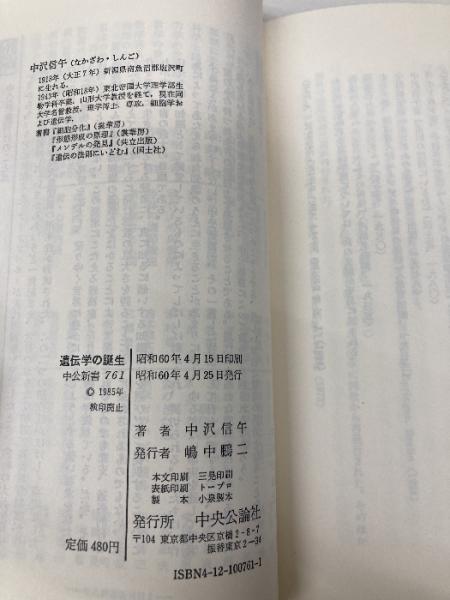 中沢信午(なかざわ・しんご)
1918年(大正7年)新潟県南魚沼郡塩沢町
に生れる.
1943年(昭和18年)東北帝国大学理学部生
物学科卒業. 山形大学教授を経て, 現在同
大学名誉教授. 理学博士. 専攻, 細胞学お
よび遺伝学.
著書『細胞分化』(裳華房)
『形態形成の原理』(裳華房)
『メンデルの発見』(共立出版)
『遺伝の法則にいどむ』(国土社)
遺伝学の誕生
中公新書 761
© 1985年
検印廃止
昭和60年4月15日印刷
昭和60年4月25日発行
著者 中沢信午
発行者 嶋中鵬二
本文印刷 三晃印刷
表紙印刷 トープロ
製本 小泉製本
発行所 中央公論社
〒104 東京都中央区京橋2-8-7
振替東京2-34
定価 480円
ISBN4-12-100761-1